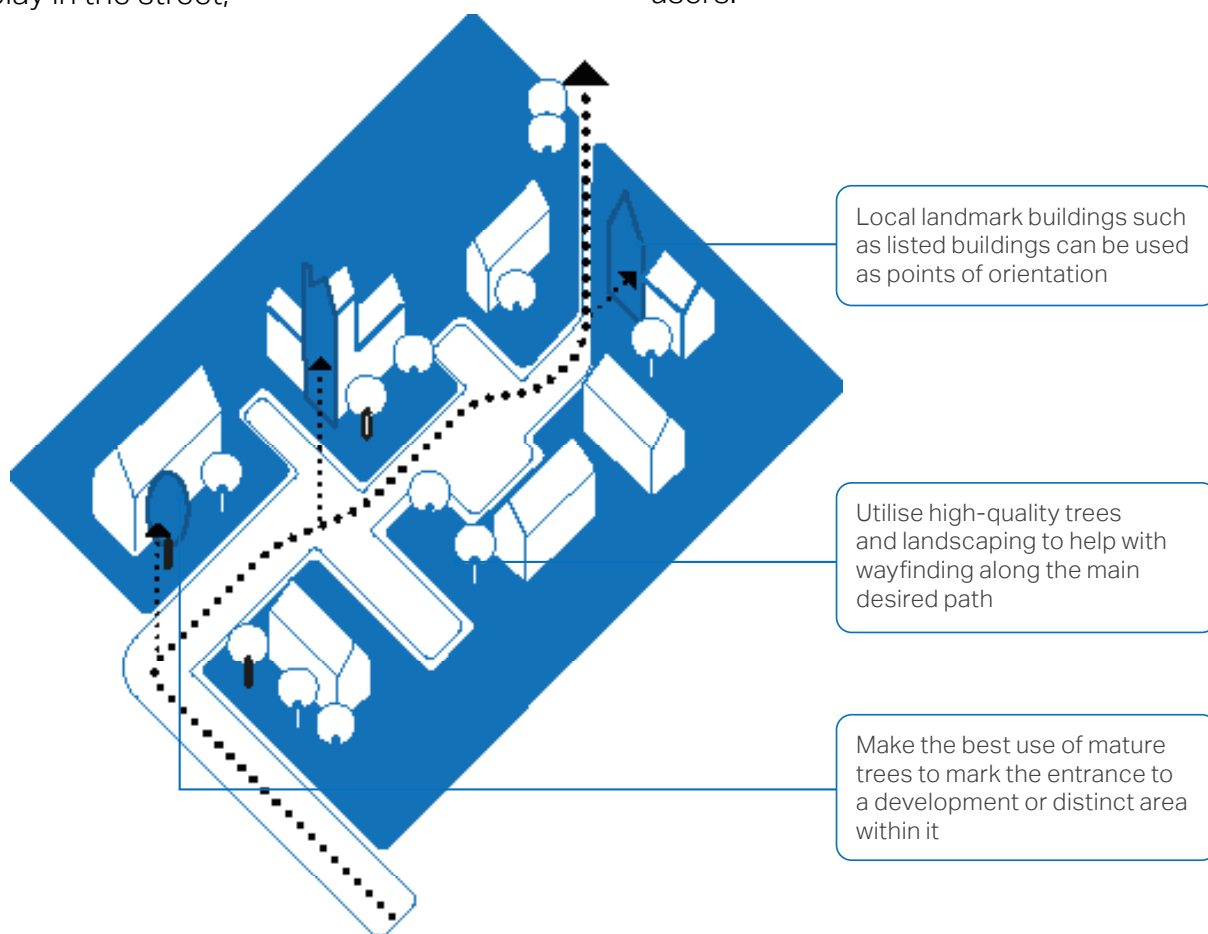 play in the street,
users.
Local landmark buildings such
as listed buildings can be used
as points of orientation
Utilise high-quality trees
and landscaping to help with
wayfinding along the main
desired path
Make the best use of mature
trees to mark the entrance to
a development or distinct area
within it